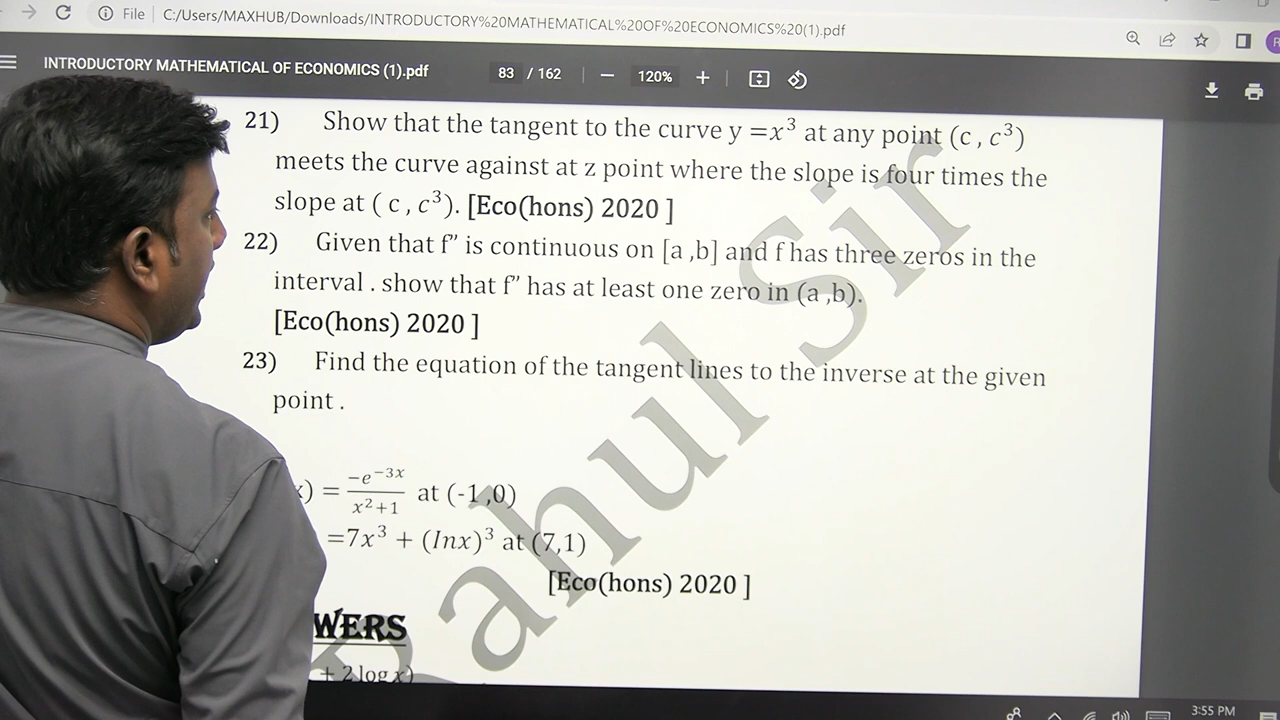 File C:/Users/MAXHUB/Downloads/INTRODUCTORY%20MATHEMATICAL%20OF%20ECONOMICS%20(1).pdf
INTRODUCTORY MATHEMATICAL OF ECONOMICS (1).pdf 83 / 162 — 120% +
21) Show that the tangent to the curve y =x³ at any point (c , c³)
meets the curve against at z point where the slope is four times the
slope at ( c , c³). [Eco(hons) 2020 ]
22) Given that f” is continuous on [a ,b] and f has three zeros in the
interval . show that f” has at least one zero in (a ,b).
[Eco(hons) 2020 ]
23) Find the equation of the tangent lines to the inverse at the given
point .
) = -e^-3x / x²+1 at (-1 ,0)
=7x³ + (Inx)³ at (7,1)
[Eco(hons) 2020 ]
WERS
+ 2 log x)
Rahul Sir
3:55 PM